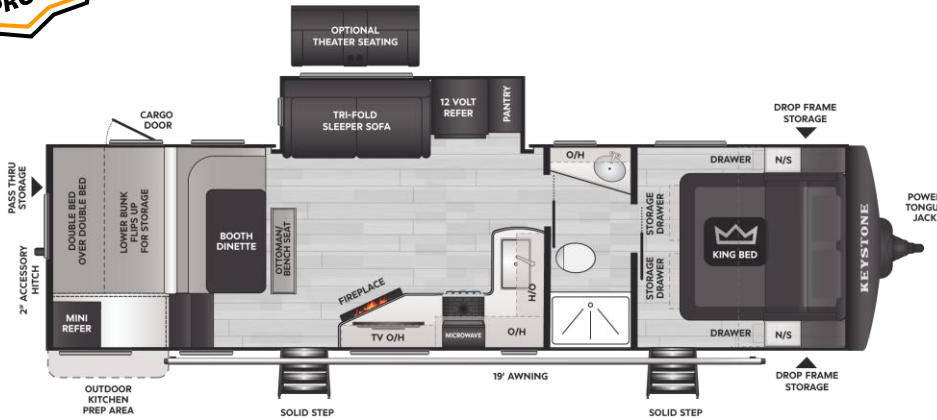 PRO
OPTIONAL
THEATER SEATING
CARGO
DOOR
TRI-FOLD
SLEEPER SOFA
12 VOLT
REFER
PANTRY
DROP FRAME
STORAGE
PASS THRU
STORAGE
DOUBLE BED
OVER DOUBLE BED
LOWER BUNK
FLIPS UP
FOR STORAGE
BOOTH
DINETTE
OTTOMAN/
BENCH SEAT
O/H
DRAWER
N/S
STORAGE
DRAWER
STORAGE
DRAWER
KING BED
KEYSTONE
POWER
TONGUE
JACK
2" ACCESSORY
HITCH
MINI
REFER
FIREPLACE
TV O/H
MICROWAVE
O/H
O/H
DRAWER
N/S
OUTDOOR
KITCHEN
PREP AREA
SOLID STEP
19' AWNING
SOLID STEP
DROP FRAME
STORAGE